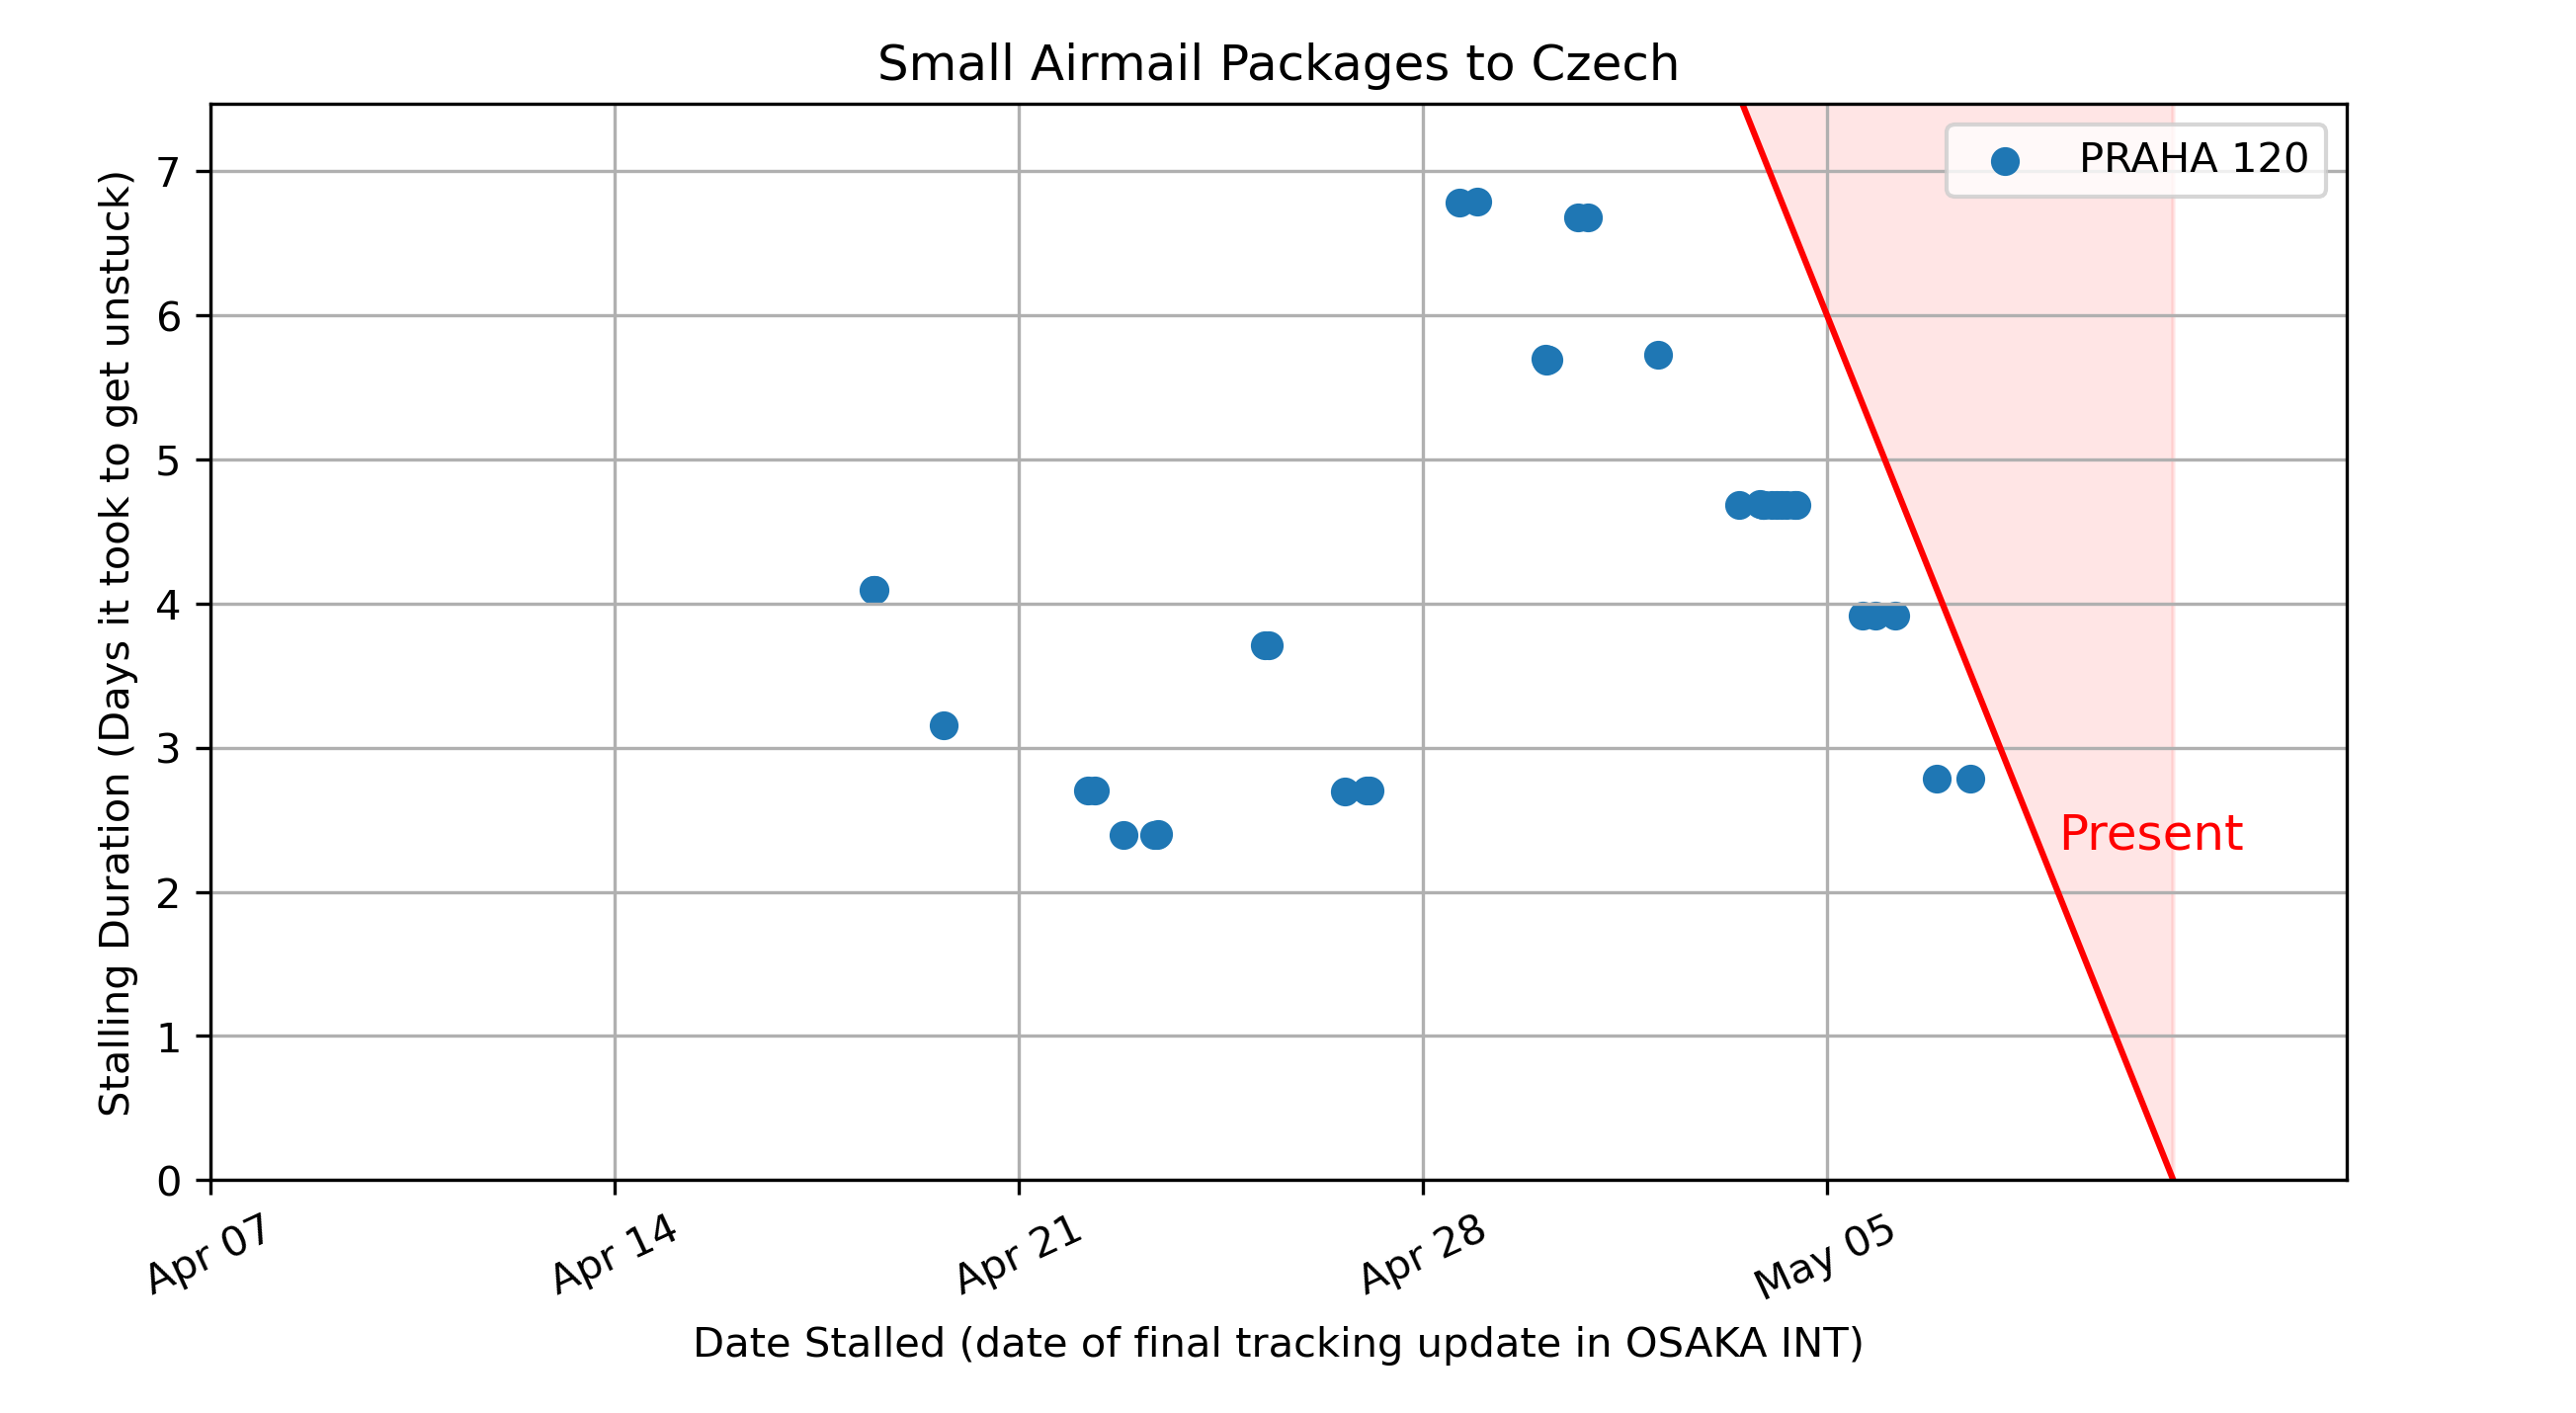 Small Airmail Packages to Czech
PRAHA 120
Stalling Duration (Days it took to get unstuck)
7
6
5
4
3
2
1
0
Present
Apr 07
Apr 14
Apr 21
Apr 28
May 05
Date Stalled (date of final tracking update in OSAKA INT)